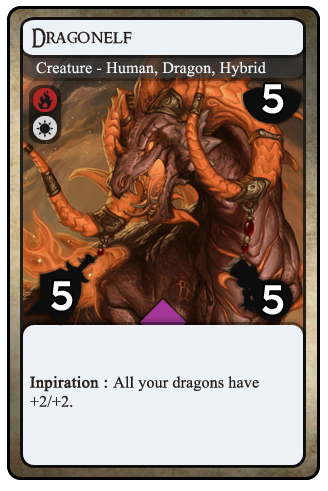 Dragonelf
Creature - Human, Dragon, Hybrid
5
5
5
Inpiration : All your dragons have
+2/+2.